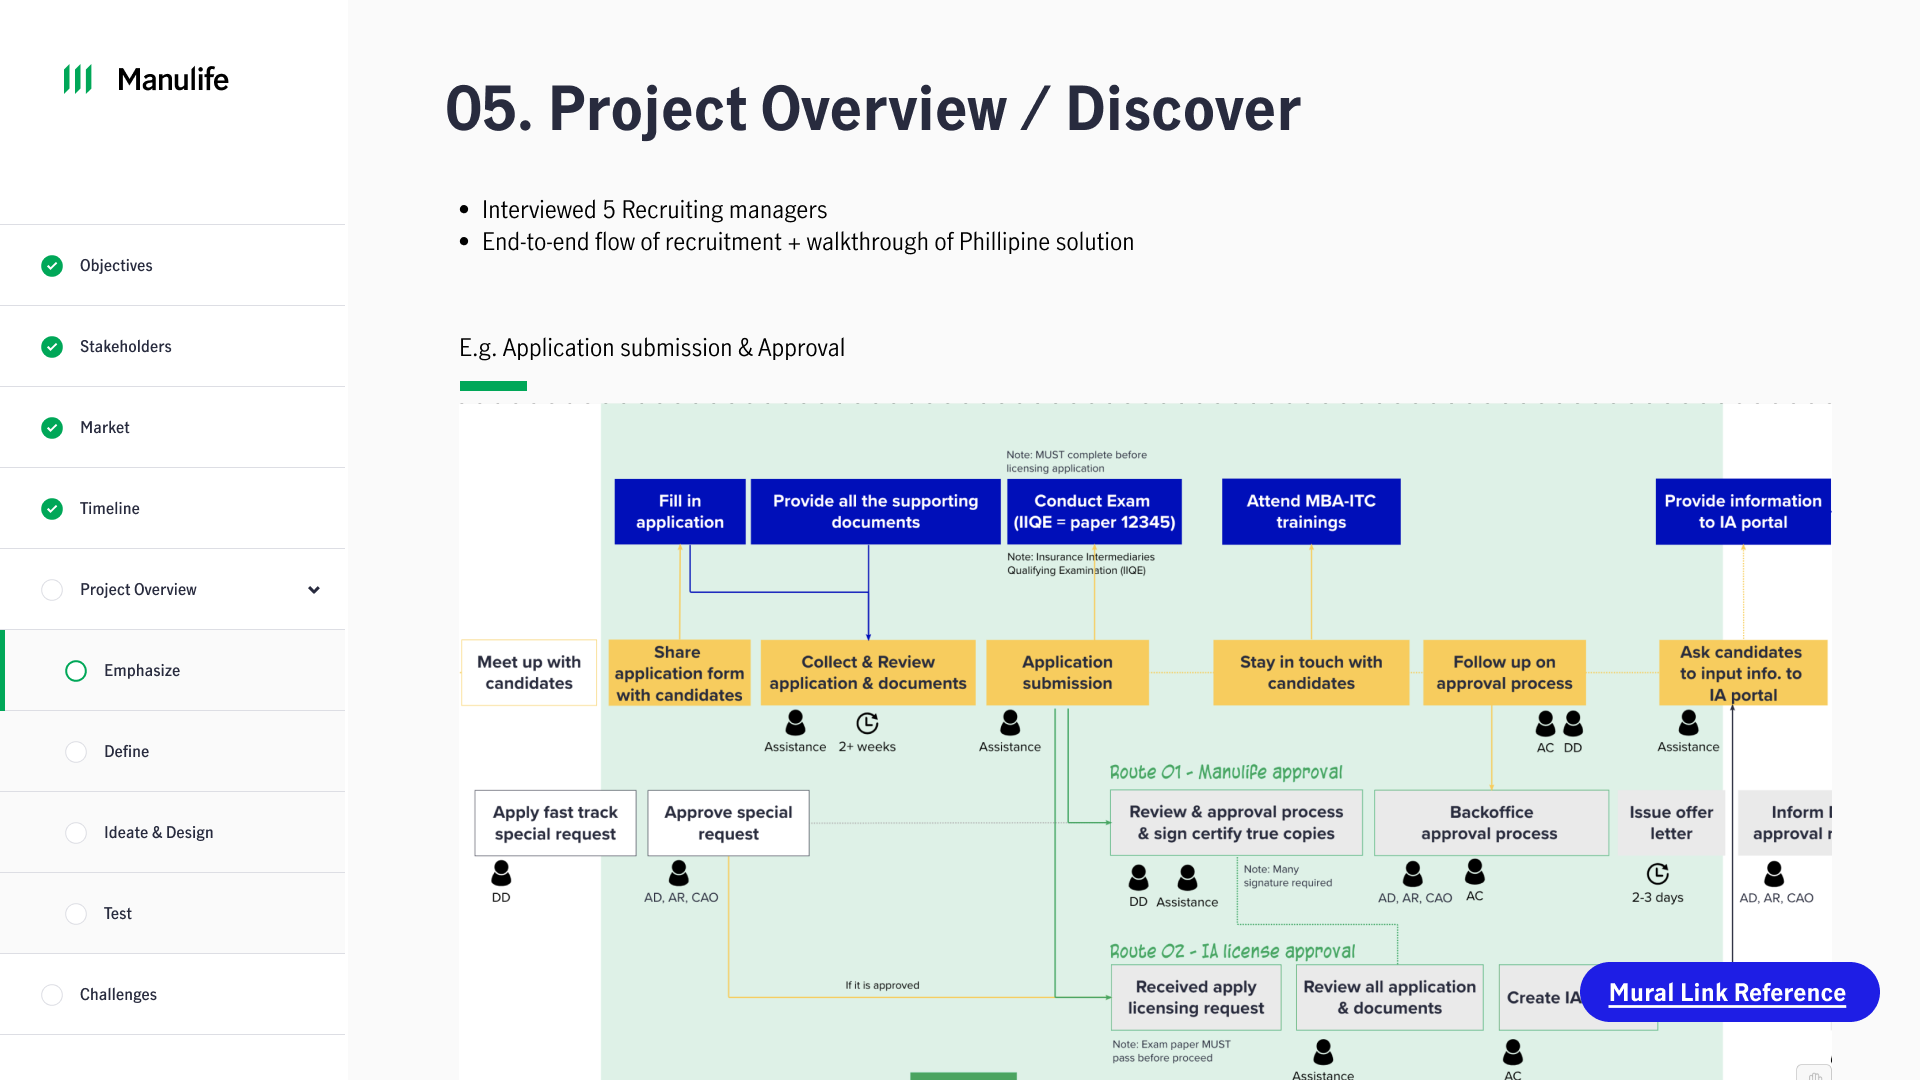 Manulife
05. Project Overview / Discover
Interviewed 5 Recruiting managers
End-to-end flow of recruitment + walkthrough of Phillipine solution
E.g. Application submission & Approval
Objectives
Stakeholders
Market
Timeline
Project Overview
Emphasize
Define
Ideate & Design
Test
Challenges
Note: MUST complete before
licensing application
Fill in
application
Provide all the supporting
documents
Conduct Exam
(IIQE = paper 12345)
Attend MBA-ITC
trainings
Provide information
to IA portal
Note: Insurance Intermediaries
Qualifying Examination (IIQE)
Meet up with
candidates
Share
application form
with candidates
Collect & Review
application & documents
Application
submission
Stay in touch with
candidates
Follow up on
approval process
Ask candidates
to input info. to
IA portal
Assistance
2+ weeks
Assistance
AC
DD
Assistance
Route 01 - Manulife approval
Apply fast track
special request
Approve special
request
Review & approval process
& sign certify true copies
Backoffice
approval process
Issue offer
letter
Inform
approval
DD
AD, AR, CAO
DD
Assistance
Note: Many
signature required
AD, AR, CAO
AC
2-3 days
AD, AR, CAO
Route 02 - IA license approval
If it is approved
Received apply
licensing request
Review all application
& documents
Create IA
Mural Link Reference
Note: Exam paper MUST
pass before proceed
Assistance
AC